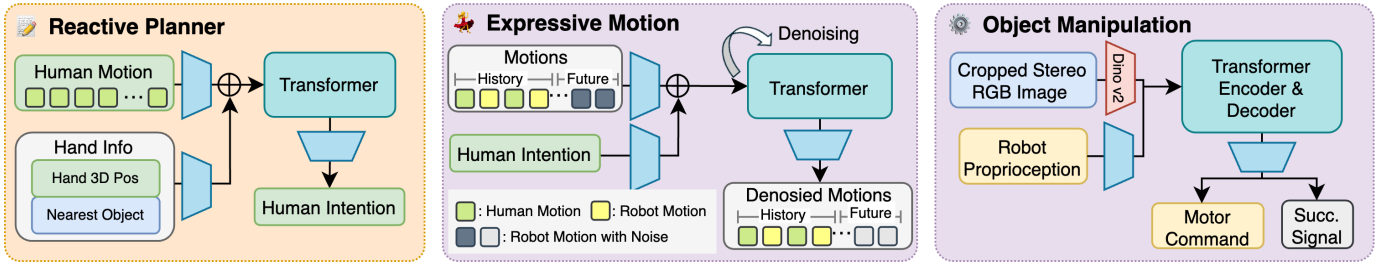 Reactive Planner
Human Motion
...
Transformer
Hand Info
Hand 3D Pos
Nearest Object
Human Intention
Expressive Motion
Motions
History
Future
...
Denoising
Transformer
Human Intention
: Human Motion
: Robot Motion
: Robot Motion with Noise
Denosied Motions
History
Future
...
Object Manipulation
Cropped Stereo
RGB Image
Dino v2
Transformer
Encoder &
Decoder
Robot
Proprioception
Motor
Command
Succ.
Signal